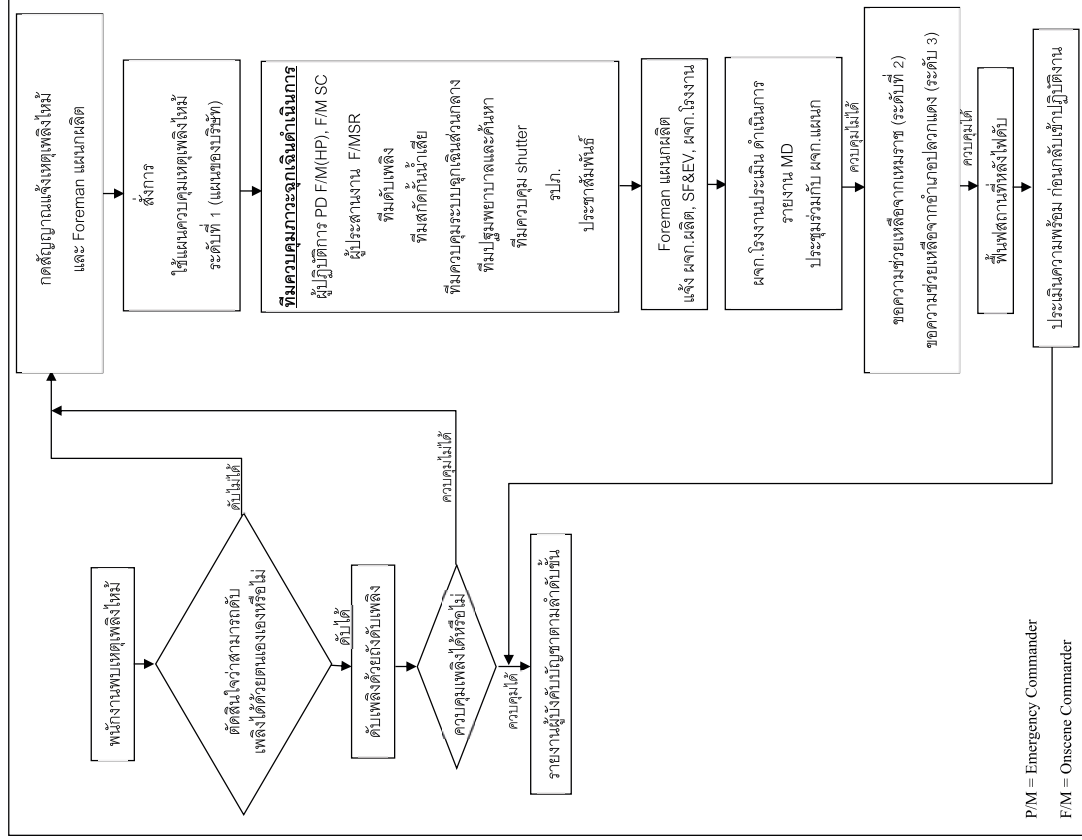 พนักงานพบเหตุเพลิงไหม้
ตัดสินใจว่าสามารถดับ
เพลิงได้ด้วยตนเองหรือไม่
ดับไม่ได้
ดับได้
ดับเพลิงด้วยถังดับเพลิง
ควบคุมเพลิงได้หรือไม่
ควบคุมไม่ได้
ควบคุมได้
รายงานผู้บังคับบัญชาตามลำดับขั้น
กดสัญญาณแจ้งเหตุเพลิงไหม้
และ Foreman แผนกผลิต
สั่งการ
ใช้แผนควบคุมเหตุเพลิงไหม้
ระดับที่ 1 (แผนของบริษัท)
ทีมควบคุมภาวะฉุกเฉินดำเนินการ
ผู้ปฏิบัติการ PD F/M(HP), F/M SC
ผู้ประสานงาน F/MSR
ทีมดับเพลิง
ทีมสกัดกั้นน้ำเสีย
ทีมควบคุมระบบฉุกเฉินส่วนกลาง
ทีมปฐมพยาบาลและค้นหา
ทีมควบคุม shutter
รปภ.
ประชาสัมพันธ์
Foreman แผนกผลิต
แจ้ง ผจก.ผลิต, SF&EV, ผจก.โรงงาน
ผจก.โรงงานประเมิน ดำเนินการ
รายงาน MD
ประชุมร่วมกับ ผจก.แผนก
ควบคุมไม่ได้
ขอความช่วยเหลือจากเหมราช (ระดับที่ 2)
ขอความช่วยเหลือจากอำเภอปลวกแดง (ระดับ 3)
ควบคุมได้
ฟื้นฟูสถานที่หลังไฟดับ
ประเมินความพร้อม ก่อนกลับเข้าปฏิบัติงาน
P/M = Emergency Commander
F/M = Onscene Commarder